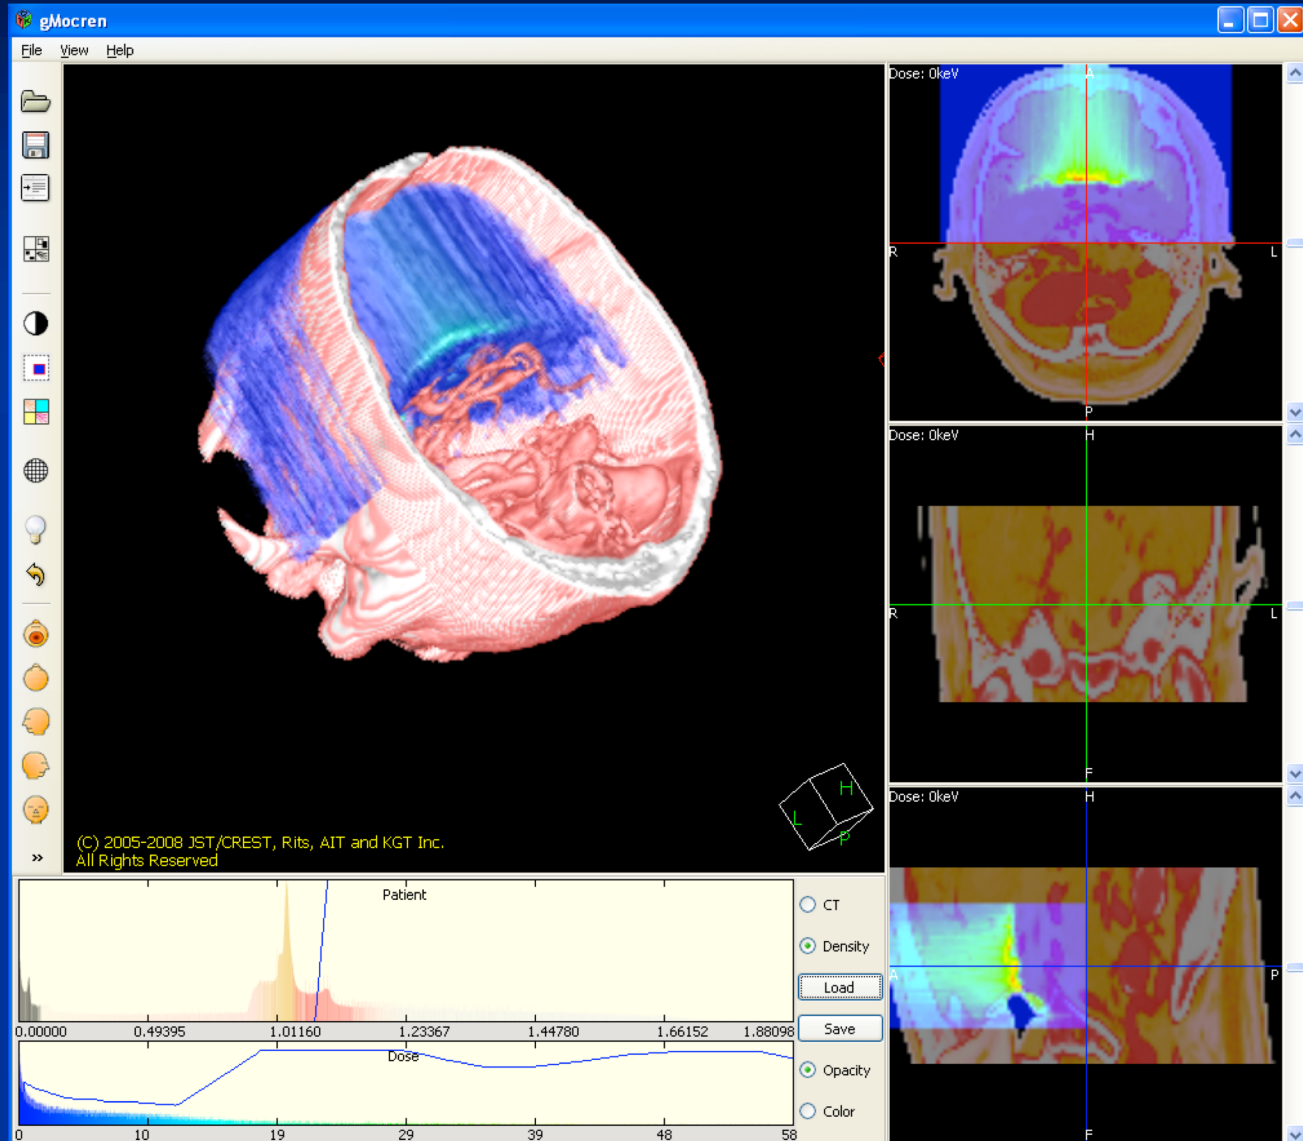 gMocren
File View Help
Dose: 0keV
A
R
L
P
Dose: 0keV
H
R
L
F
Dose: 0keV
H
A
P
F
H
L
P
(C) 2005-2008 JST/CREST, Rits, AIT and KGT Inc.
All Rights Reserved
Patient
0.00000 0.49395 1.01160 1.23367 1.44780 1.66152 1.88098
CT
Density
Load
Save
Dose
0 10 19 29 39 48 58
Opacity
Color